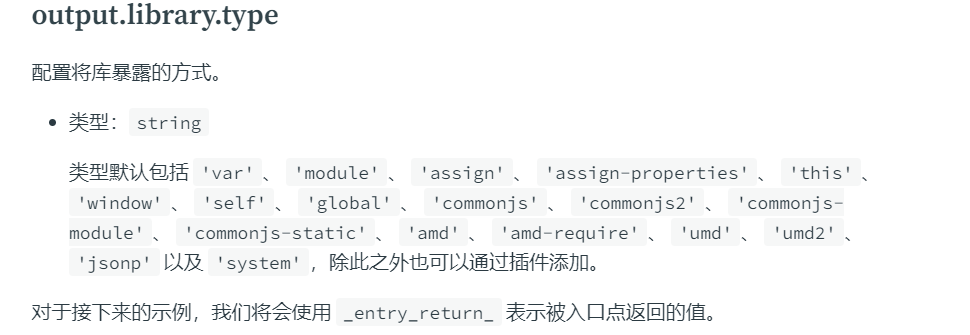 output.library.type
配置将库暴露的方式。
• 类型： string
类型默认包括 'var' 、 'module' 、 'assign' 、 'assign-properties' 、 'this' 、
'window' 、 'self' 、 'global' 、 'commonjs' 、 'commonjs2' 、 'commonjs-
module' 、 'commonjs-static' 、 'amd' 、 'amd-require' 、 'umd' 、 'umd2' 、
'jsonp' 以及 'system' ，除此之外也可以通过插件添加。
对于接下来的示例，我们将会使用 _entry_return_ 表示被入口点返回的值。